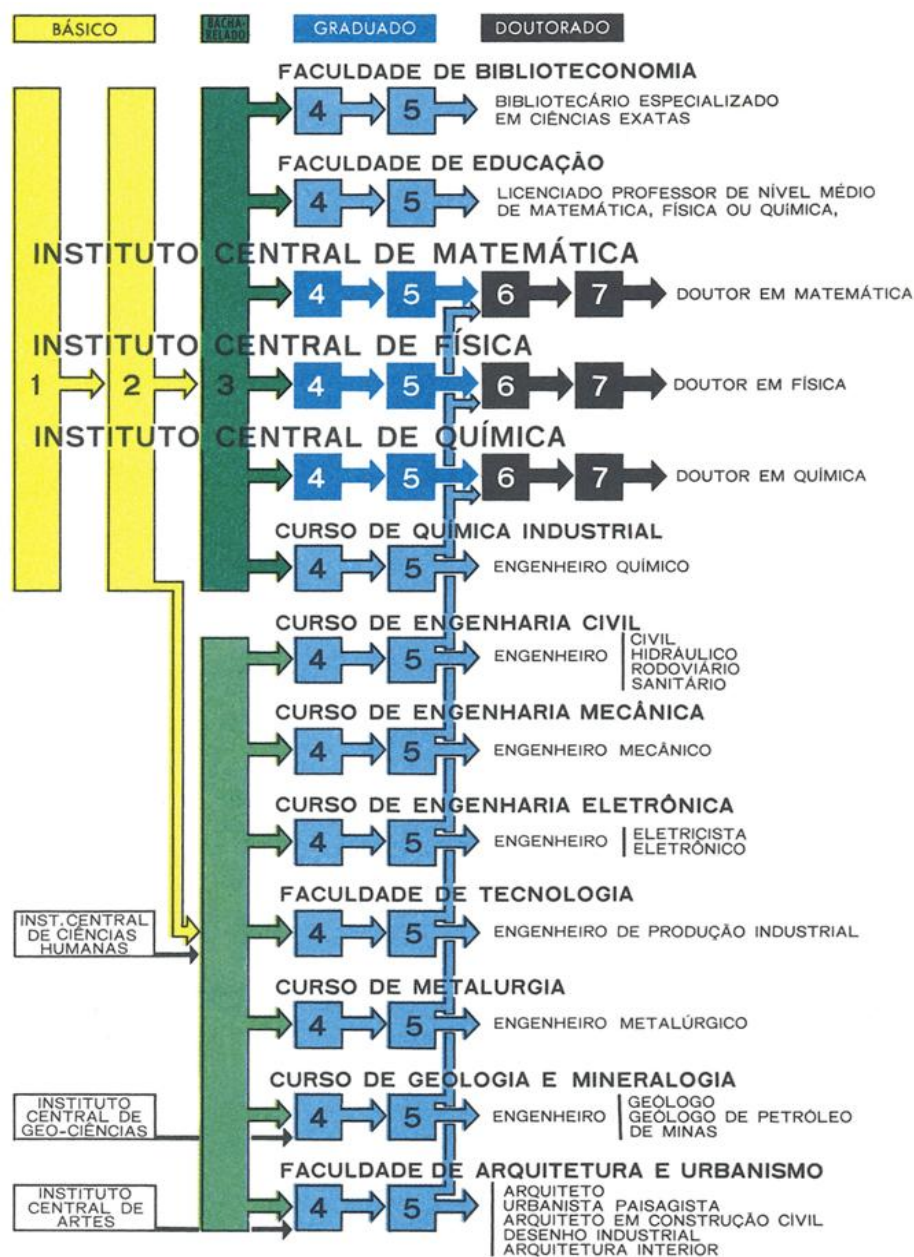 BÁSICO
BACHA-
RELADO
GRADUADO
DOUTORADO
FACULDADE DE BIBLIOTECONOMIA
4 5
BIBLIOTECÁRIO ESPECIALIZADO
EM CIÊNCIAS EXATAS
FACULDADE DE EDUCAÇÃO
4 5
LICENCIADO PROFESSOR DE NÍVEL MÉDIO
DE MATEMÁTICA, FÍSICA OU QUÍMICA,
INSTITUTO CENTRAL DE MATEMÁTICA
4 5 6 7 DOUTOR EM MATEMÁTICA
INSTITUTO CENTRAL DE FÍSICA
1 2 3 4 5 6 7 DOUTOR EM FÍSICA
INSTITUTO CENTRAL DE QUÍMICA
4 5 6 7 DOUTOR EM QUÍMICA
CURSO DE QUÍMICA INDUSTRIAL
4 5 ENGENHEIRO QUÍMICO
CURSO DE ENGENHARIA CIVIL
4 5 ENGENHEIRO
CIVIL
HIDRÁULICO
RODOVIÁRIO
SANITÁRIO
CURSO DE ENGENHARIA MECÂNICA
4 5 ENGENHEIRO MECÂNICO
CURSO DE ENGENHARIA ELETRÔNICA
4 5 ENGENHEIRO
ELETRICISTA
ELETRÔNICO
INST. CENTRAL
DE CIÊNCIAS
HUMANAS
FACULDADE DE TECNOLOGIA
4 5 ENGENHEIRO DE PRODUÇÃO INDUSTRIAL
CURSO DE METALURGIA
4 5 ENGENHEIRO METALÚRGICO
INSTITUTO
CENTRAL DE
GEO-CIÊNCIAS
CURSO DE GEOLOGIA E MINERALOGIA
4 5 ENGENHEIRO
GEÓLOGO
GEÓLOGO DE PETRÓLEO
DE MINAS
INSTITUTO
CENTRAL DE
ARTES
FACULDADE DE ARQUITETURA E URBANISMO
4 5
ARQUITETO
URBANISTA PAISAGISTA
ARQUITETO EM CONSTRUÇÃO CIVIL
DESENHO INDUSTRIAL
ARQUITETURA INTERIOR